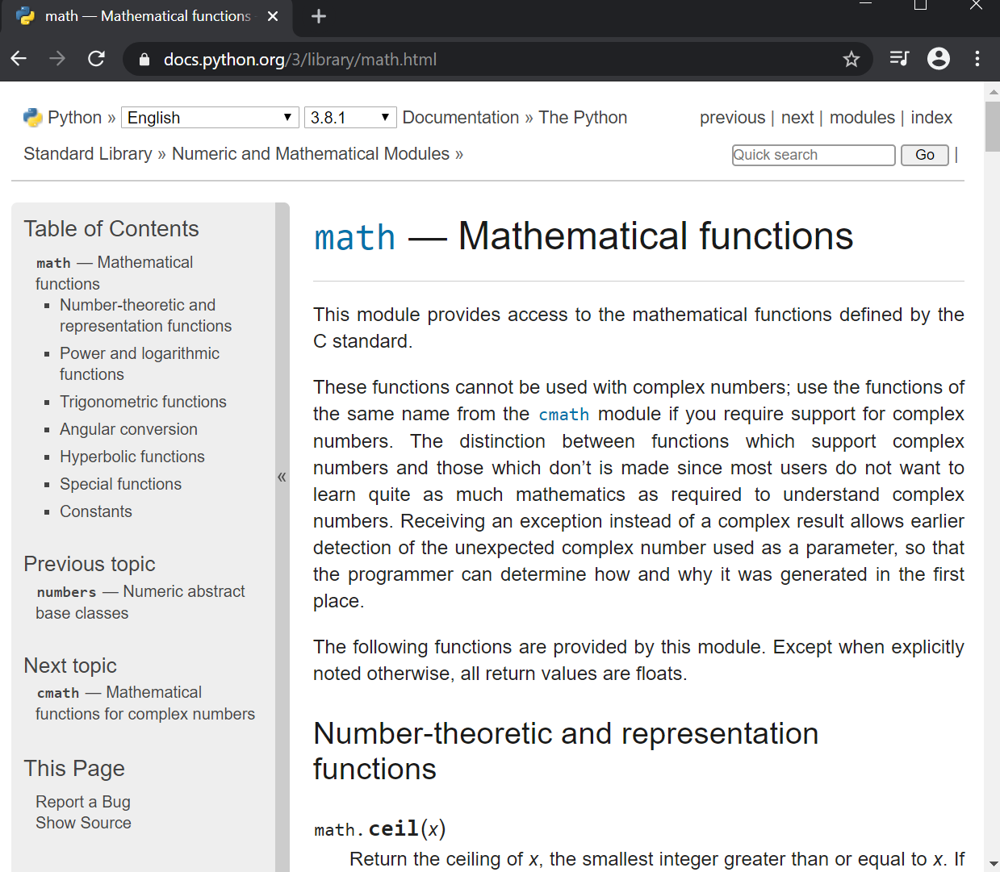 math — Mathematical functions
docs.python.org/3/library/math.html
Python » English 3.8.1 Documentation » The Python
Standard Library » Numeric and Mathematical Modules »
previous | next | modules | index
Quick search Go |
Table of Contents
math — Mathematical
functions
Number-theoretic and
representation functions
Power and logarithmic
functions
Trigonometric functions
Angular conversion
Hyperbolic functions
Special functions
Constants
Previous topic
numbers — Numeric abstract
base classes
Next topic
cmath — Mathematical
functions for complex numbers
This Page
Report a Bug
Show Source
«
math — Mathematical functions
This module provides access to the mathematical functions defined by the
C standard.
These functions cannot be used with complex numbers; use the functions of
the same name from the cmath module if you require support for complex
numbers. The distinction between functions which support complex
numbers and those which don’t is made since most users do not want to
learn quite as much mathematics as required to understand complex
numbers. Receiving an exception instead of a complex result allows earlier
detection of the unexpected complex number used as a parameter, so that
the programmer can determine how and why it was generated in the first
place.
The following functions are provided by this module. Except when explicitly
noted otherwise, all return values are floats.
Number-theoretic and representation
functions
math.ceil(x)
Return the ceiling of x, the smallest integer greater than or equal to x. If